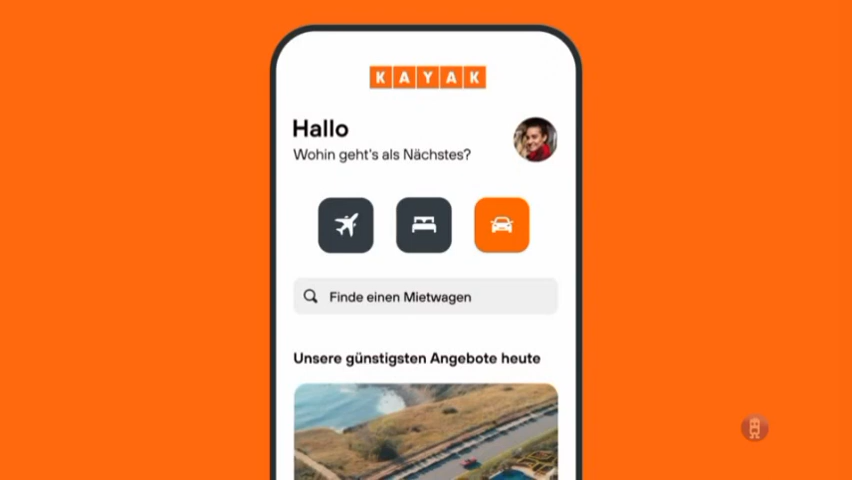 KAYAK
Hallo
Wohin geht's als Nächstes?
Finde einen Mietwagen
Unsere günstigsten Angebote heute